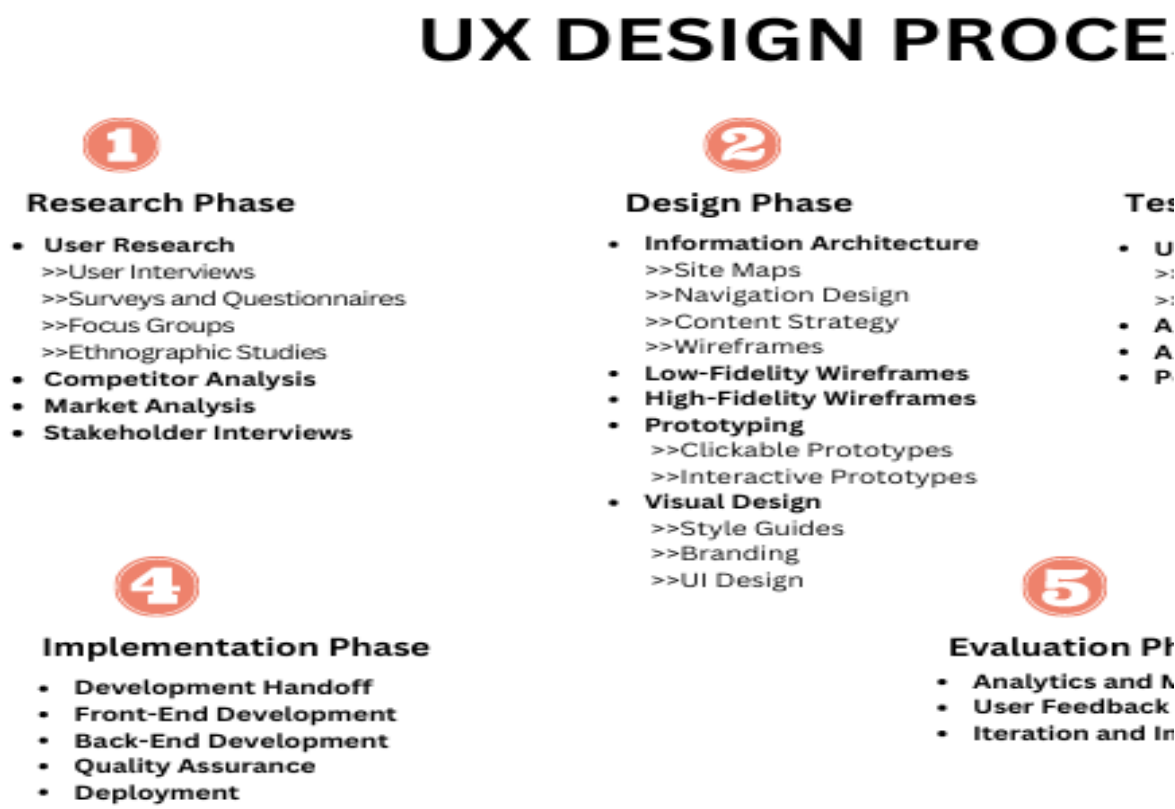 UX DESIGN PROCE
1
Research Phase
• User Research
>>User Interviews
>>Surveys and Questionnaires
>>Focus Groups
>>Ethnographic Studies
• Competitor Analysis
• Market Analysis
• Stakeholder Interviews
2
Design Phase
• Information Architecture
>>Site Maps
>>Navigation Design
>>Content Strategy
>>Wireframes
• Low-Fidelity Wireframes
• High-Fidelity Wireframes
• Prototyping
>>Clickable Prototypes
>>Interactive Prototypes
• Visual Design
>>Style Guides
>>Branding
>>UI Design
Tes
• U
>>
>>
• A
• A
• P
4
Implementation Phase
• Development Handoff
• Front-End Development
• Back-End Development
• Quality Assurance
• Deployment
5
Evaluation Ph
• Analytics and M
• User Feedback
• Iteration and In